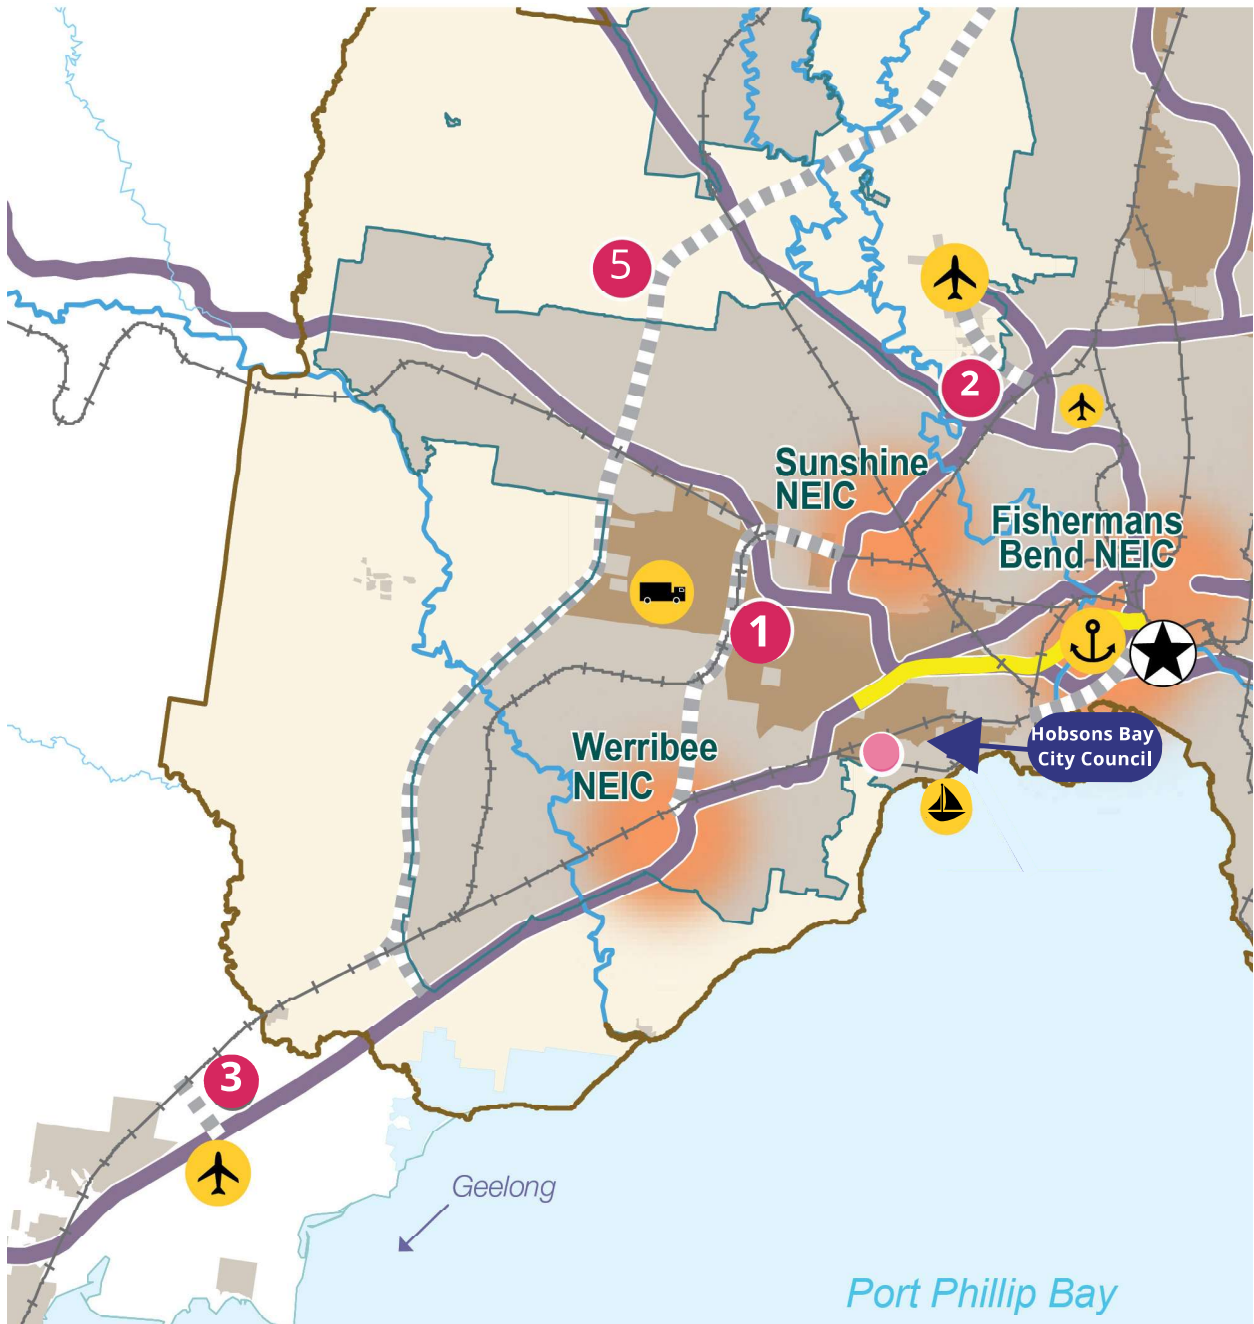 5
2
Sunshine
NEIC
Fishermans
Bend NEIC
1
Werribee
NEIC
Hobsons Bay
City Council
3
Geelong
Port Phillip Bay